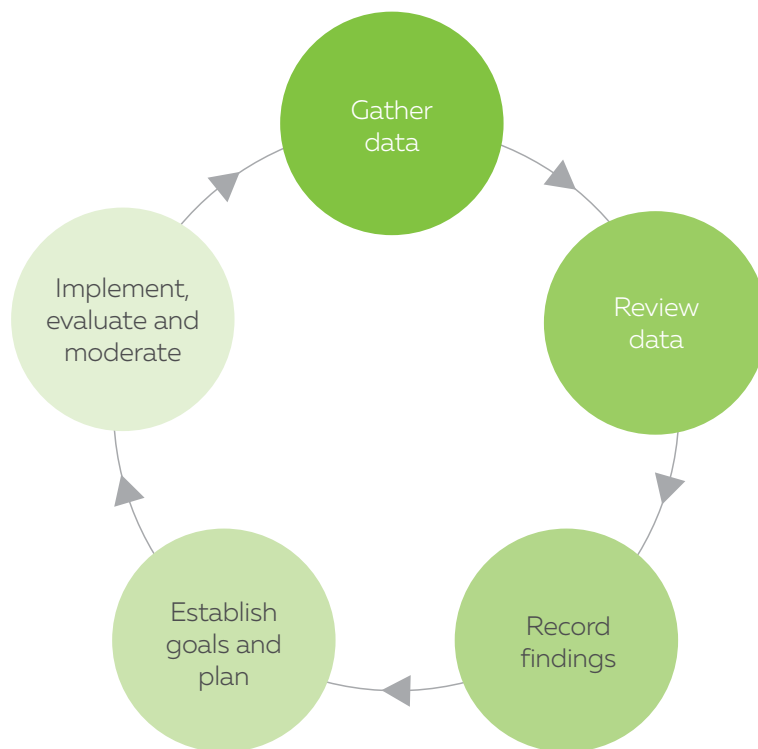 Gather
data
Review
data
Record
findings
Establish
goals and
plan
Implement,
evaluate and
moderate